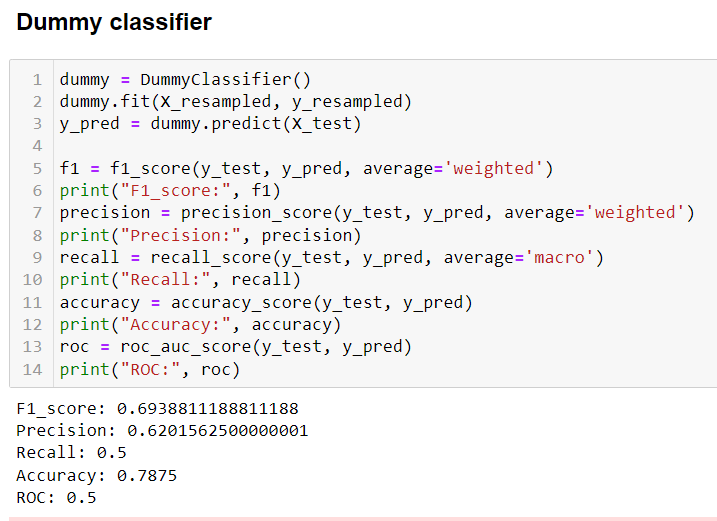 Dummy classifier
1 dummy = DummyClassifier()
2 dummy.fit(X_resampled, y_resampled)
3 y_pred = dummy.predict(X_test)
4
5 f1 = f1_score(y_test, y_pred, average='weighted')
6 print("F1_score:", f1)
7 precision = precision_score(y_test, y_pred, average='weighted')
8 print("Precision:", precision)
9 recall = recall_score(y_test, y_pred, average='macro')
10 print("Recall:", recall)
11 accuracy = accuracy_score(y_test, y_pred)
12 print("Accuracy:", accuracy)
13 roc = roc_auc_score(y_test, y_pred)
14 print("ROC:", roc)
F1_score: 0.6938811188811188
Precision: 0.6201562500000001
Recall: 0.5
Accuracy: 0.7875
ROC: 0.5